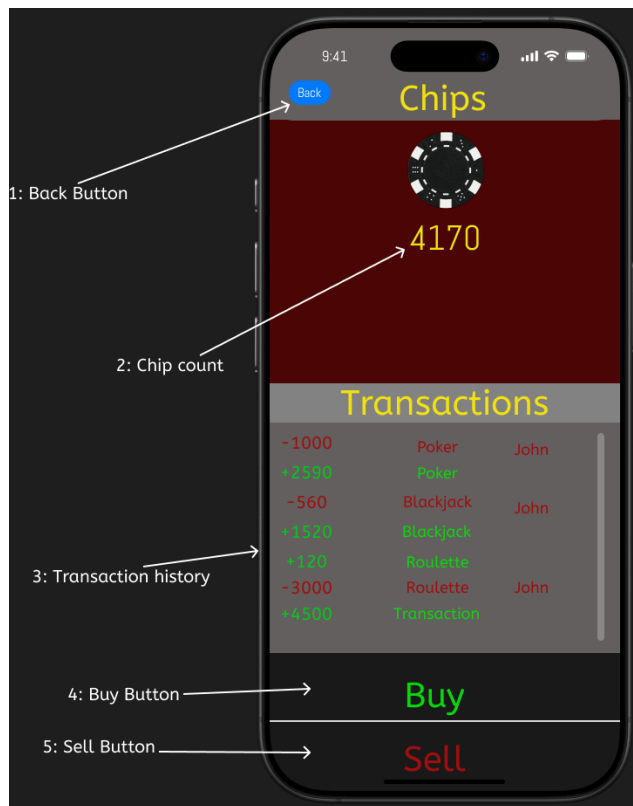 9:41
Back
Chips
1: Back Button
4170
2: Chip count
Transactions
-1000 Poker John
+2590 Poker
-560 Blackjack John
+1520 Blackjack
+120 Roulette
3: Transaction history
-3000 Roulette John
+4500 Transaction
4: Buy Button
Buy
5: Sell Button
Sell